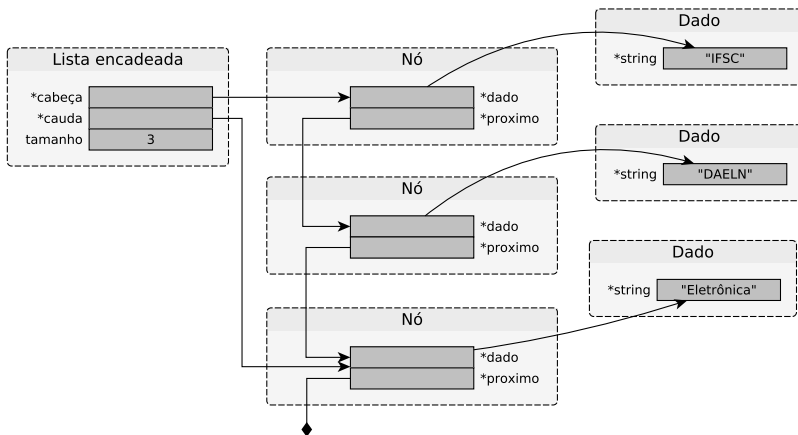 Lista encadeada
*cabeça
*cauda
tamanho 3
Nó
*dado
*proximo
Nó
*dado
*proximo
Nó
*dado
*proximo
Dado
*string "IFSC"
Dado
*string "DAELN"
Dado
*string "Eletrônica"